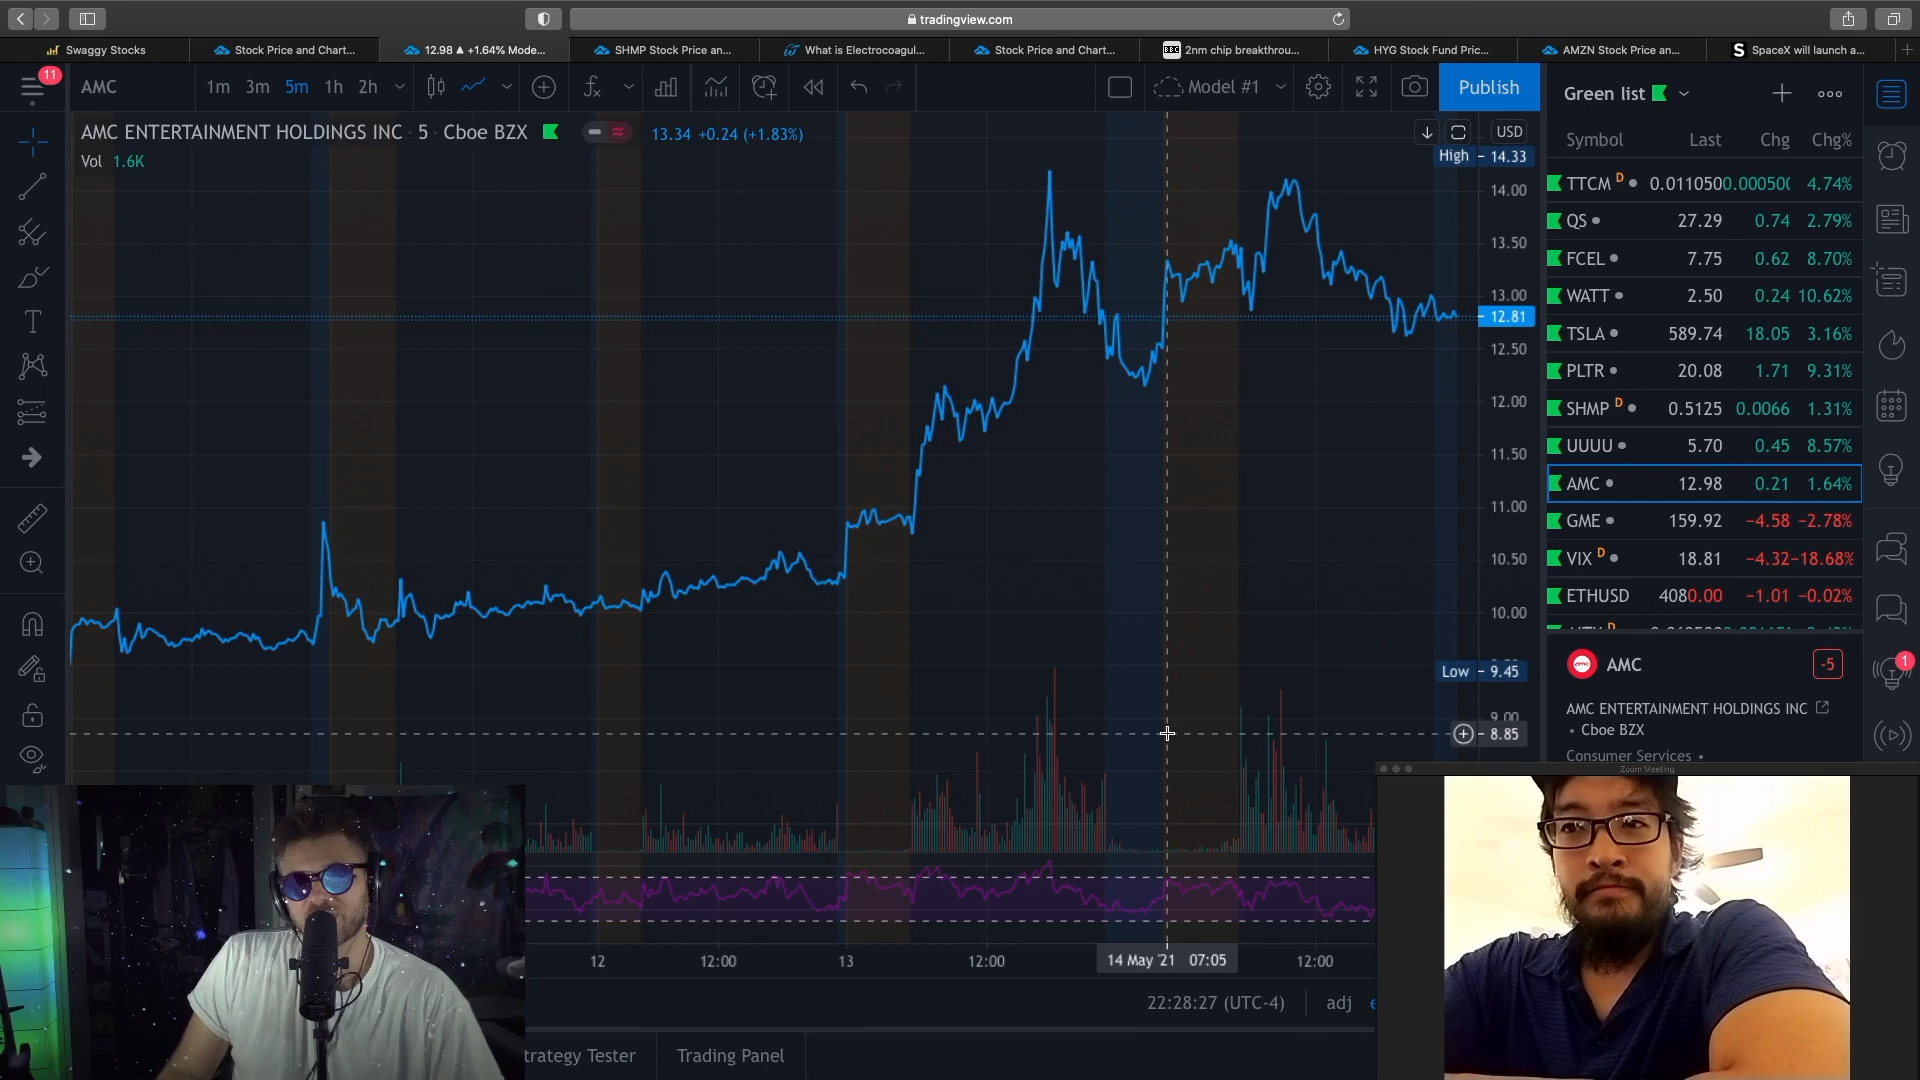 tradingview.com
Swaggy Stocks
Stock Price and Chart...
12.98 ▲ +1.64% Mode...
SHMP Stock Price an...
What is Electrocoagul...
Stock Price and Chart...
BBC 2nm chip breakthrou...
HYG Stock Fund Pric...
AMZN Stock Price an...
S SpaceX will launch a...
11
AMC 1m 3m 5m 1h 2h Model #1 Publish
AMC ENTERTAINMENT HOLDINGS INC · 5 · Cboe BZX 13.34 +0.24 (+1.83%)
Vol 1.6K
USD
High 14.33
14.00
13.50
13.00
12.81
12.50
12.00
11.50
11.00
10.50
10.00
Low 9.45
9.00
8.85
Green list
Symbol Last Chg Chg%
TTCM D 0.011050 0.00050 4.74%
QS 27.29 0.74 2.79%
FCEL 7.75 0.62 8.70%
WATT 2.50 0.24 10.62%
TSLA 589.74 18.05 3.16%
PLTR 20.08 1.71 9.31%
SHMP D 0.5125 0.0066 1.31%
UUUU 5.70 0.45 8.57%
AMC 12.98 0.21 1.64%
GME 159.92 −4.58 −2.78%
VIX D 18.81 −4.32 −18.68%
ETHUSD 4080.00 −1.01 −0.02%
AMC -5
AMC ENTERTAINMENT HOLDINGS INC
• Cboe BZX
Consumer Services •
1
Zoom Meeting
12 12:00 13 12:00 14 May '21 07:05 12:00
22:28:27 (UTC-4) adj
trategy Tester Trading Panel